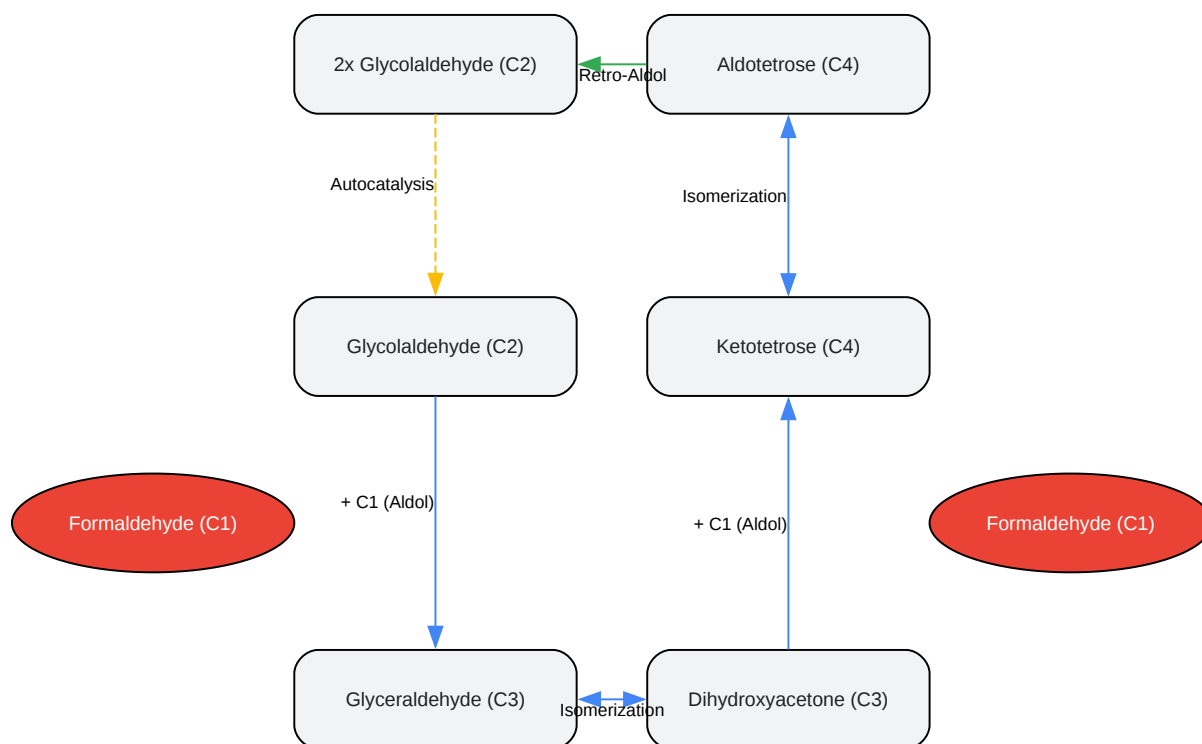 2x Glycolaldehyde (C2)
Retro-Aldol
Aldotetrose (C4)
Autocatalysis
Isomerization
Glycolaldehyde (C2)
Ketotetrose (C4)
+ C1 (Aldol)
+ C1 (Aldol)
Formaldehyde (C1)
Formaldehyde (C1)
Glyceraldehyde (C3)
Isomerization
Dihydroxyacetone (C3)